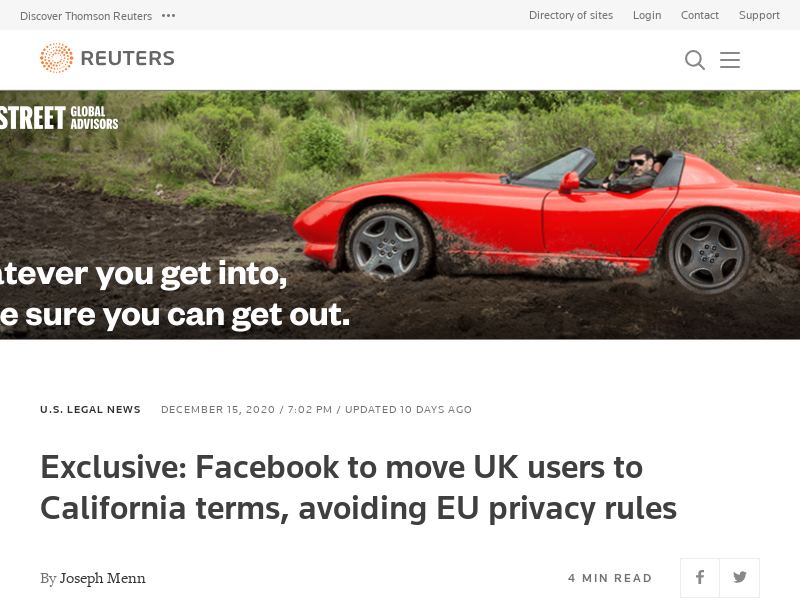 Discover Thomson Reuters
Directory of sites Login Contact Support
REUTERS
STREET GLOBAL ADVISORS
you get into,
sure you can get out.
U.S. LEGAL NEWS DECEMBER 15, 2020 / 7:02 PM / UPDATED 10 DAYS AGO
Exclusive: Facebook to move UK users to
California terms, avoiding EU privacy rules
By Joseph Menn
4 MIN READ